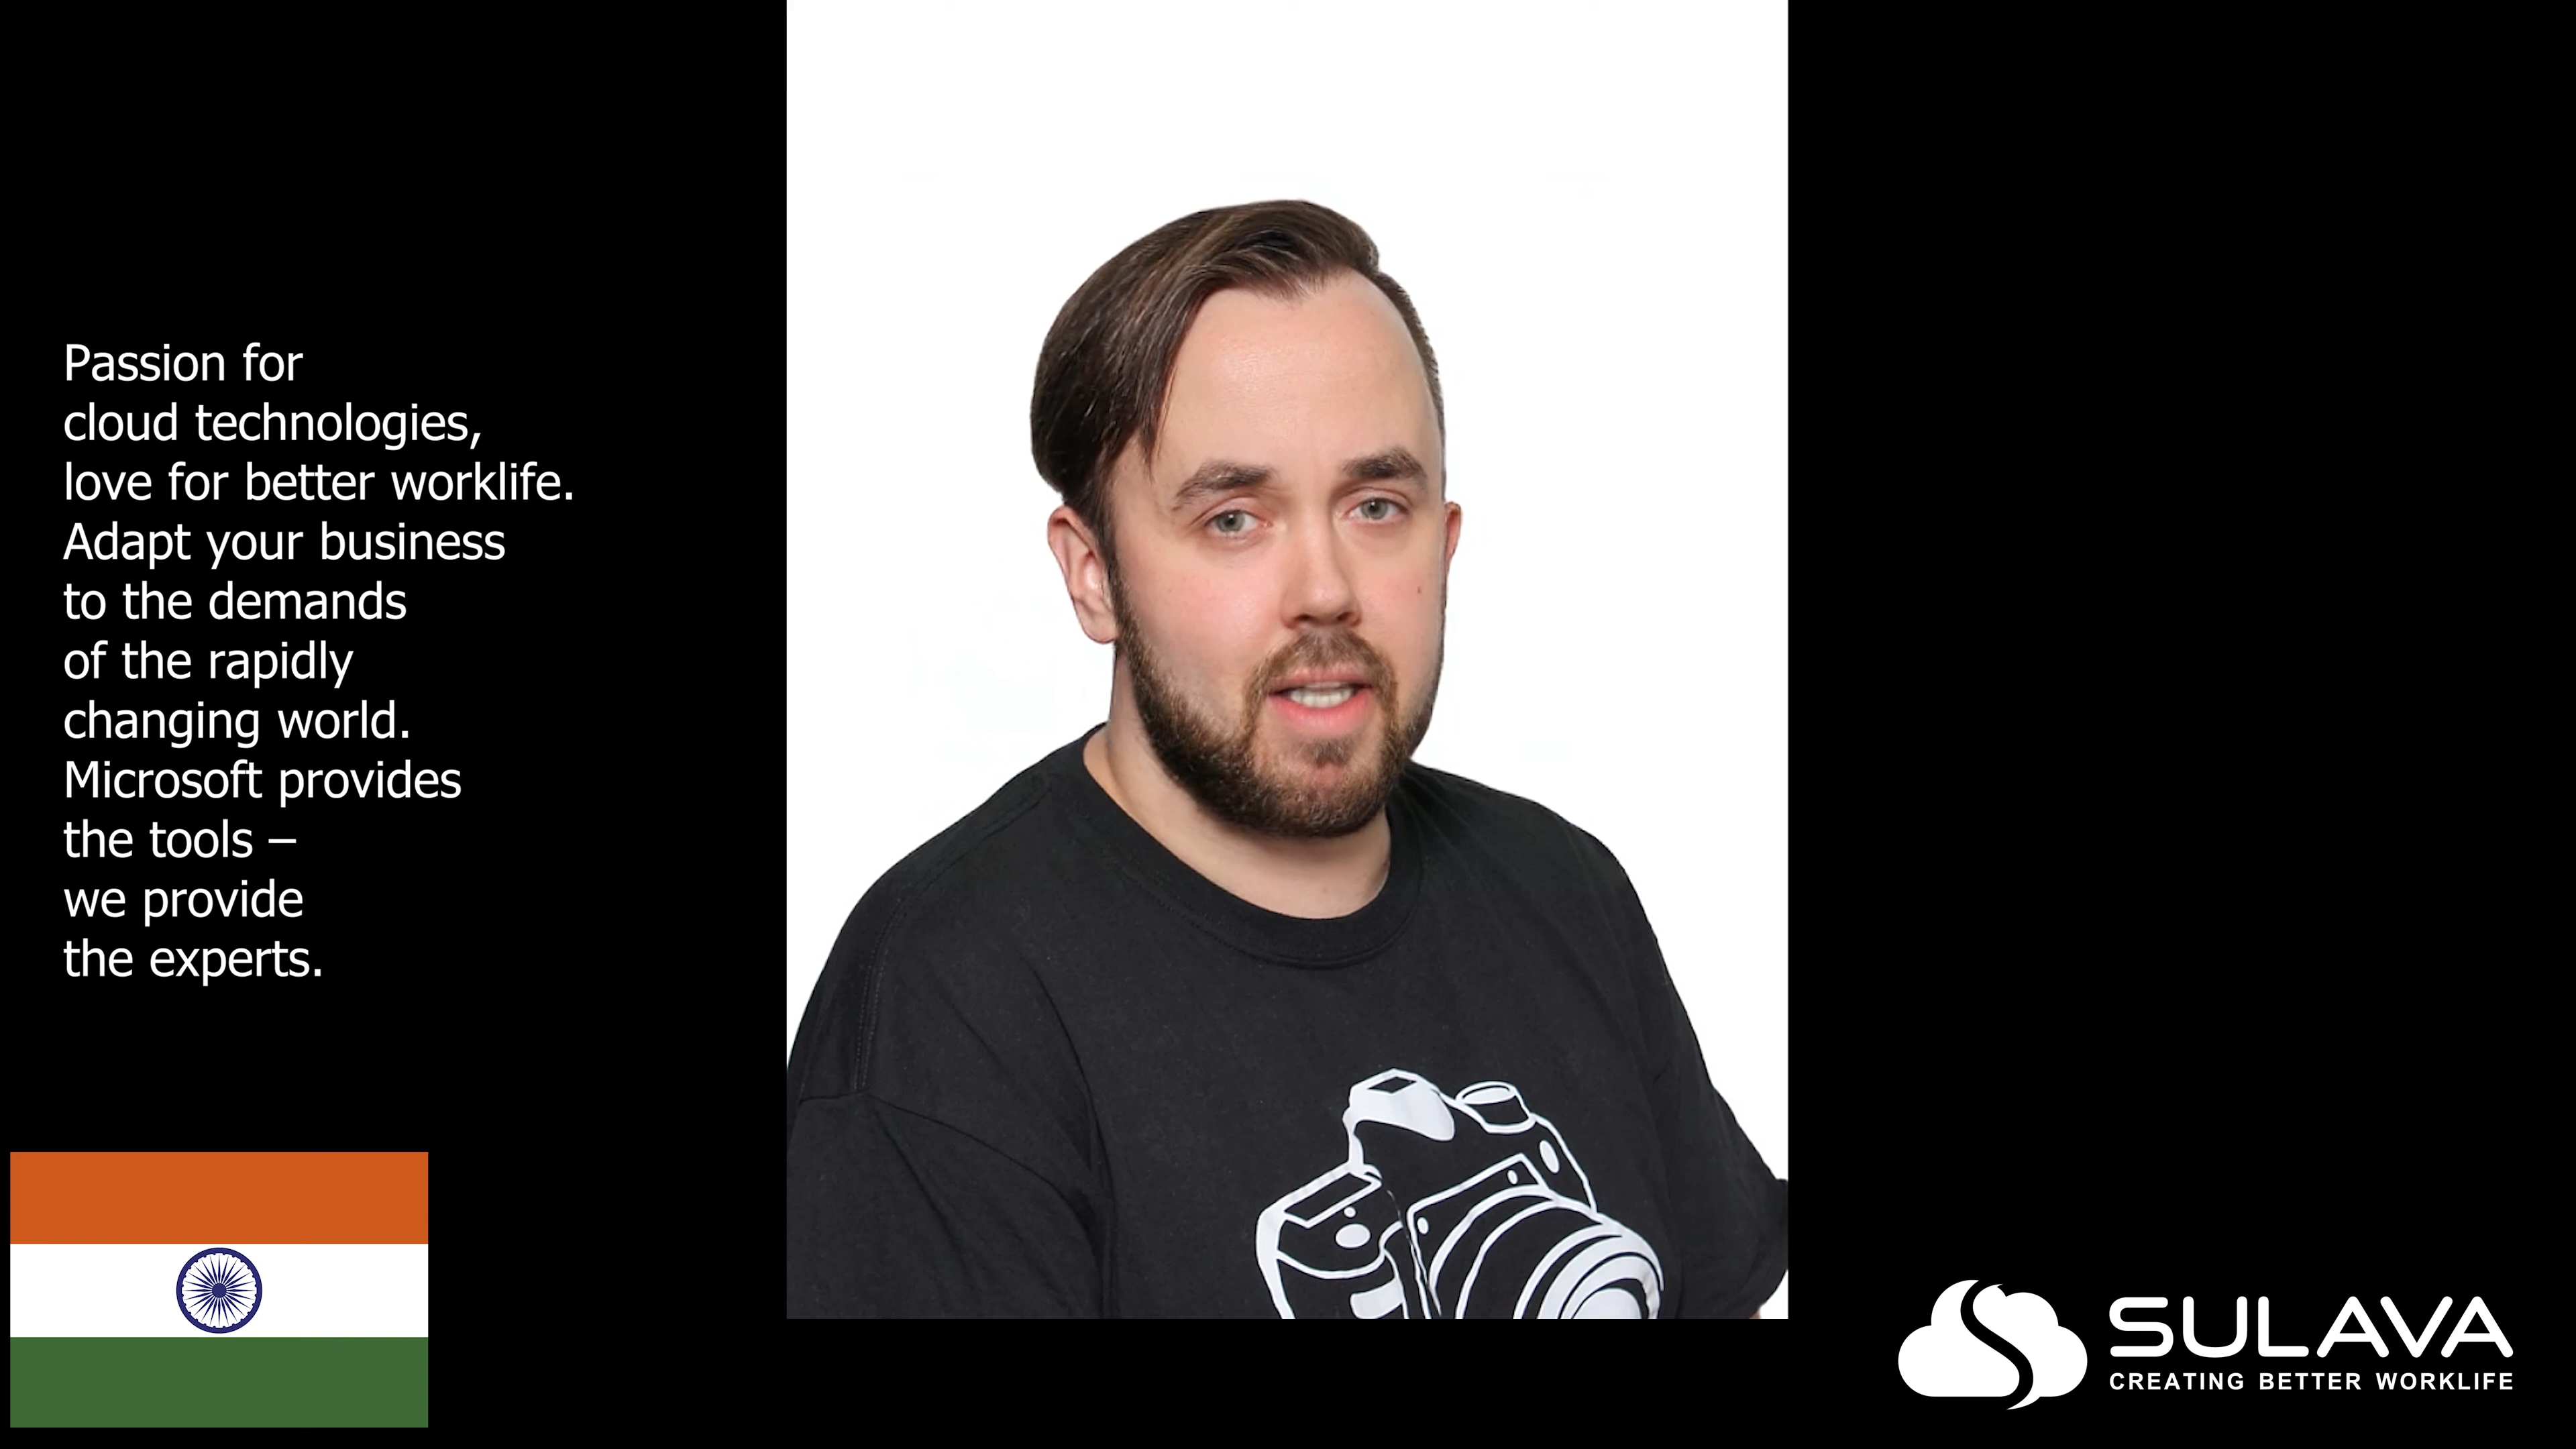 Passion for
cloud technologies,
love for better worklife.
Adapt your business
to the demands
of the rapidly
changing world.
Microsoft provides
the tools –
we provide
the experts.
SULAVA
CREATING BETTER WORKLIFE